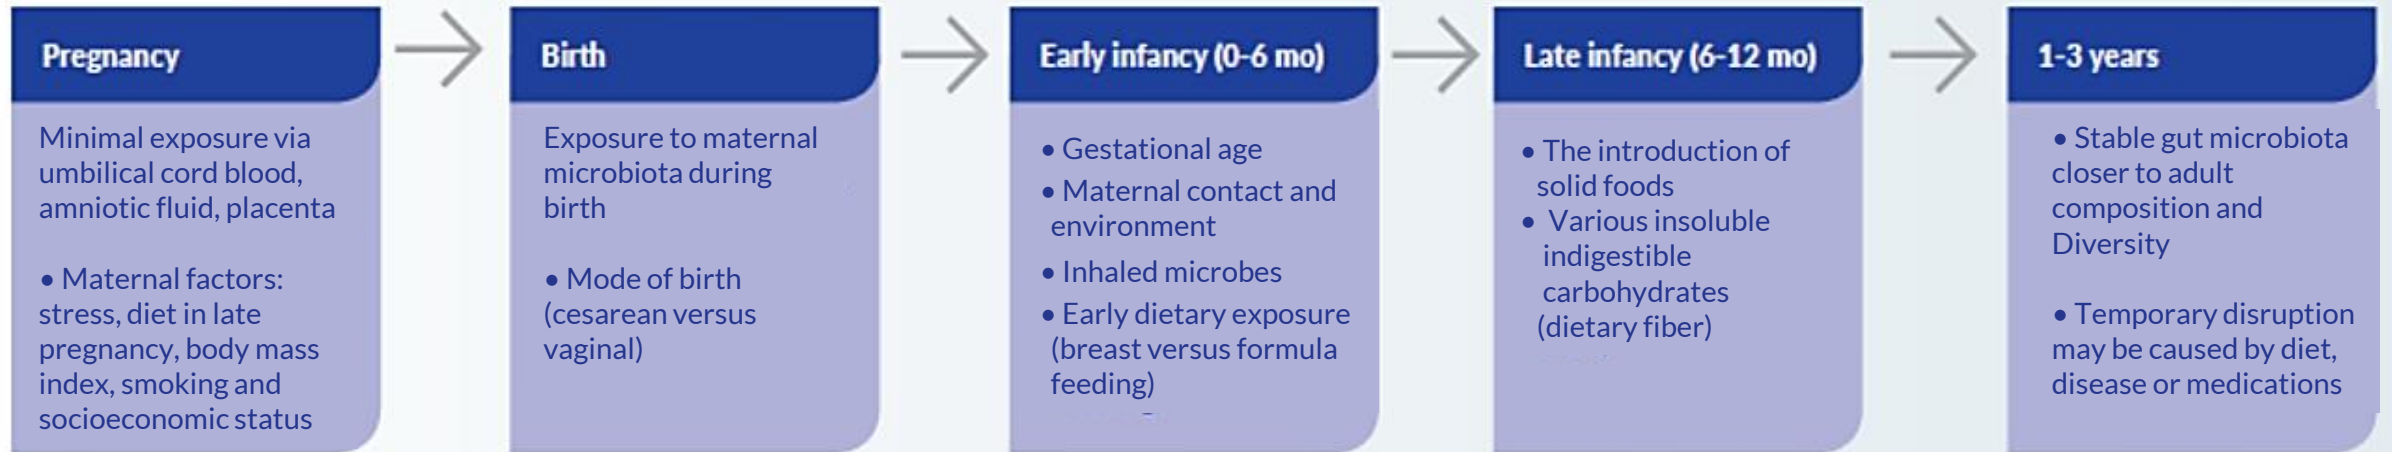 Pregnancy
Minimal exposure via
umbilical cord blood,
amniotic fluid, placenta
• Maternal factors:
stress, diet in late
pregnancy, body mass
index, smoking and
socioeconomic status
Birth
Exposure to maternal
microbiota during
birth
• Mode of birth
(cesarean versus
vaginal)
Early infancy (0-6 mo)
• Gestational age
• Maternal contact and
environment
• Inhaled microbes
• Early dietary exposure
(breast versus formula
feeding)
Late infancy (6-12 mo)
• The introduction of
solid foods
• Various insoluble
indigestible
carbohydrates
(dietary fiber)
1-3 years
• Stable gut microbiota
closer to adult
composition and
Diversity
• Temporary disruption
may be caused by diet,
disease or medications